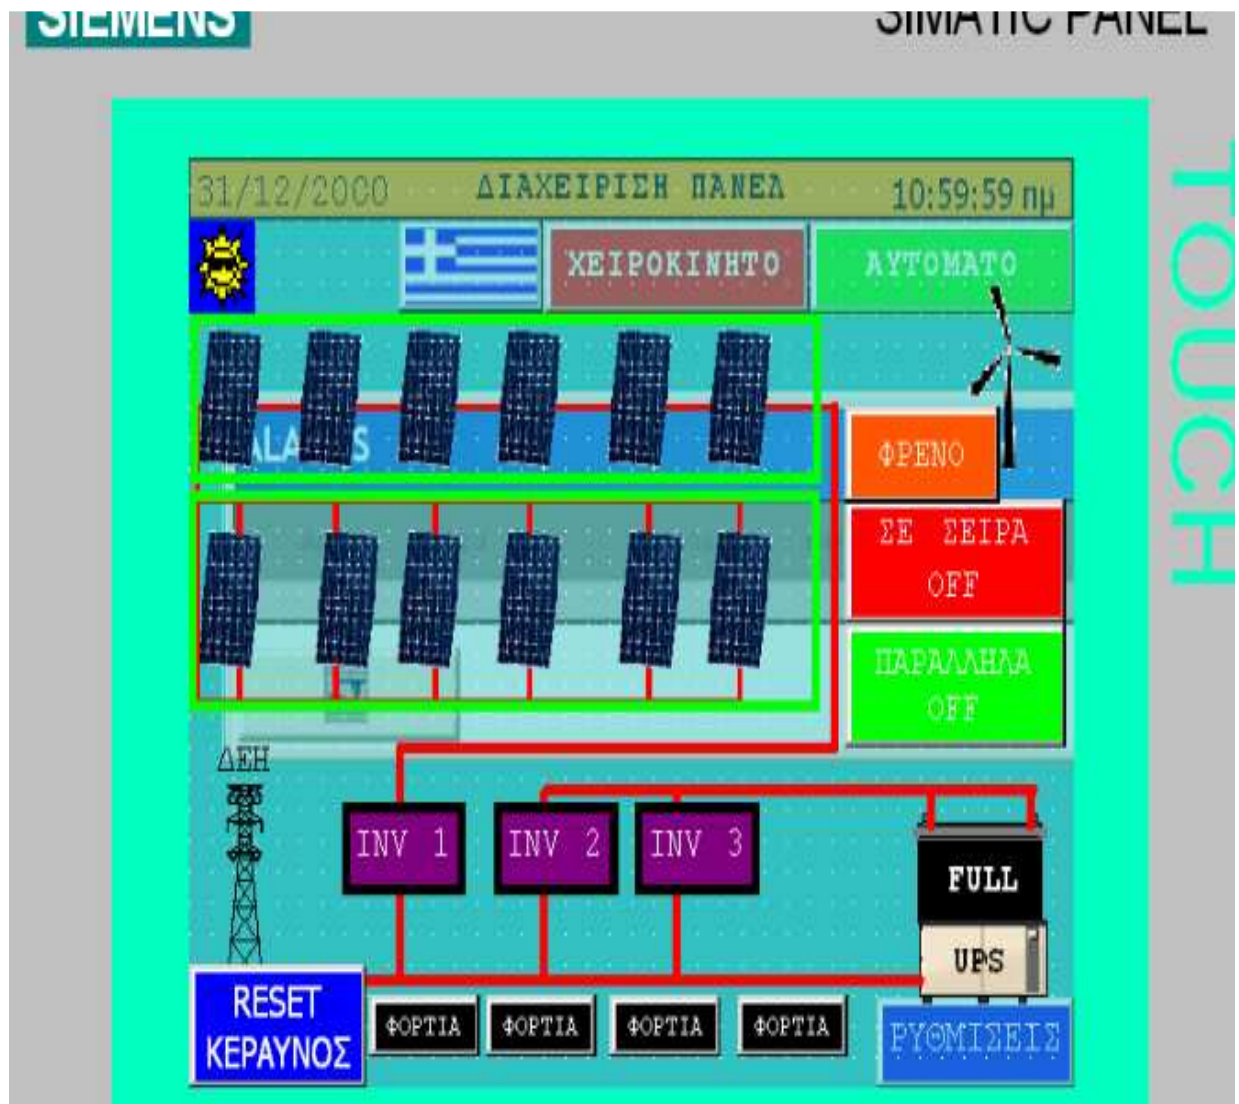 SIEMENS
SIMATIC PANEL
TOUCH
31/12/2000 ΔΙΑΧΕΙΡΙΣΗ ΠΑΝΕΛ 10:59:59 πμ
ΧΕΙΡΟΚΙΝΗΤΟ ΑΥΤΟΜΑΤΟ
ΦΡΕΝΟ
ΣΕ ΣΕΙΡΑ
OFF
ΠΑΡΑΛΛΗΛΑ
OFF
ΔΕΗ
INV 1 INV 2 INV 3
FULL
UPS
RESET
ΚΕΡΑΥΝΟΣ
ΦΟΡΤΙΑ ΦΟΡΤΙΑ ΦΟΡΤΙΑ ΦΟΡΤΙΑ
ΡΥΘΜΙΣΕΙΣ